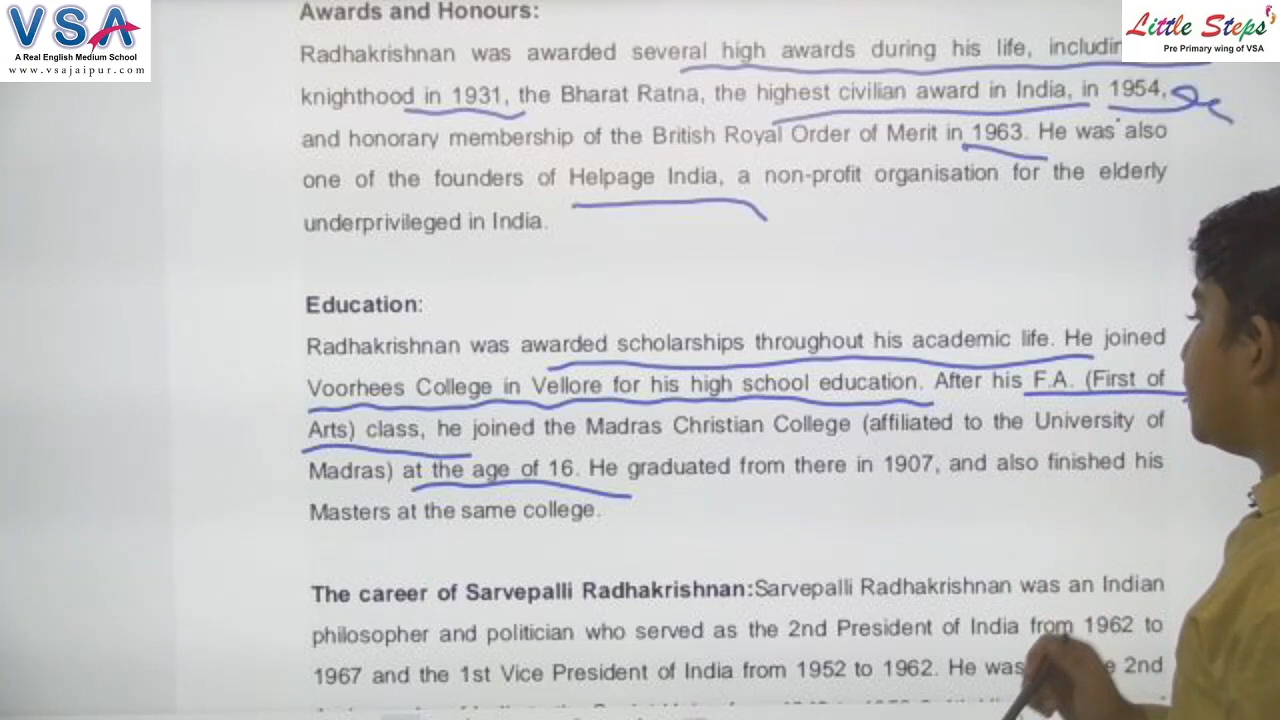 VSA
A Real English Medium School
www.vsajaipur.com
Little Steps
Pre Primary wing of VSA
Awards and Honours:
Radhakrishnan was awarded several high awards during his life,
knighthood in 1931, the Bharat Ratna, the highest civilian award in India, in 1954,
and honorary membership of the British Royal Order of Merit in 1963. He was also
one of the founders of Helpage India, a non-profit organisation for the elderly
underprivileged in India.
Education:
Radhakrishnan was awarded scholarships throughout his academic life. He joined
Voorhees College in Vellore for his high school education. After his F.A. (First of
Arts) class, he joined the Madras Christian College (affiliated to the University of
Madras) at the age of 16. He graduated from there in 1907, and also finished his
Masters at the same college.
The career of Sarvepalli Radhakrishnan:Sarvepalli Radhakrishnan was an Indian
philosopher and politician who served as the 2nd President of India from 1962 to
1967 and the 1st Vice President of India from 1952 to 1962. He was 2nd